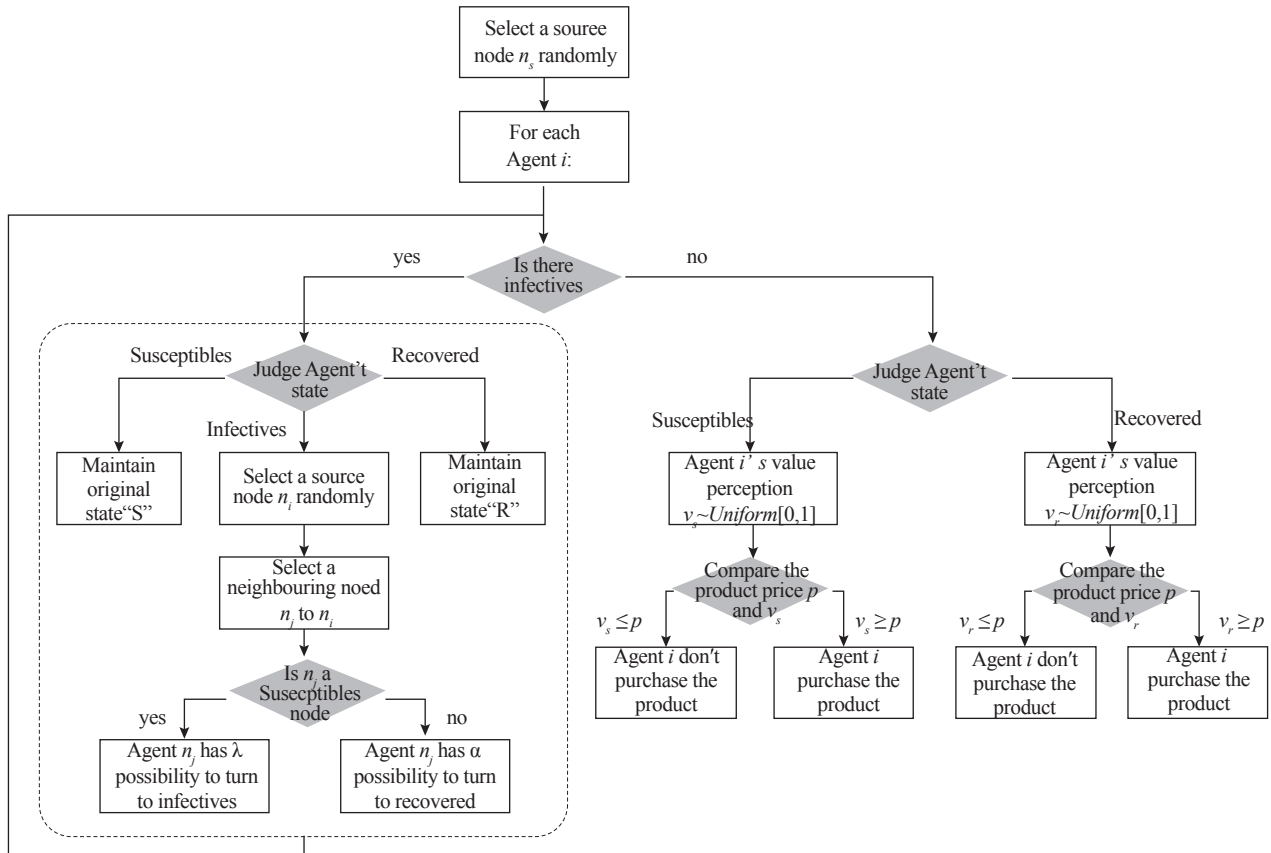 Select a souree
node n_s randomly
For each
Agent i:
Is there
infectives
yes
no
Susceptibles
Judge Agent't
state
Recovered
Infectives
Maintain
original
state“S”
Select a source
node n_i randomly
Maintain
original
state“R”
Select a
neighbouring noed
n_j to n_i
Is n_j a
Susecptibles
node
yes
no
Agent n_j has λ
possibility to turn
to infectives
Agent n_j has α
possibility to turn
to recovered
Judge Agent't
state
Susceptibles
Recovered
Agent i’ s value
perception
v_s~Uniform[0,1]
Agent i’ s value
perception
v_r~Uniform[0,1]
Compare the
product price p
and v_s
Compare the
product price p
and v_r
v_s ≤ p
v_s ≥ p
v_r ≤ p
v_r ≥ p
Agent i don't
purchase the
product
Agent i
purchase the
product
Agent i don't
purchase the
product
Agent i
purchase the
product